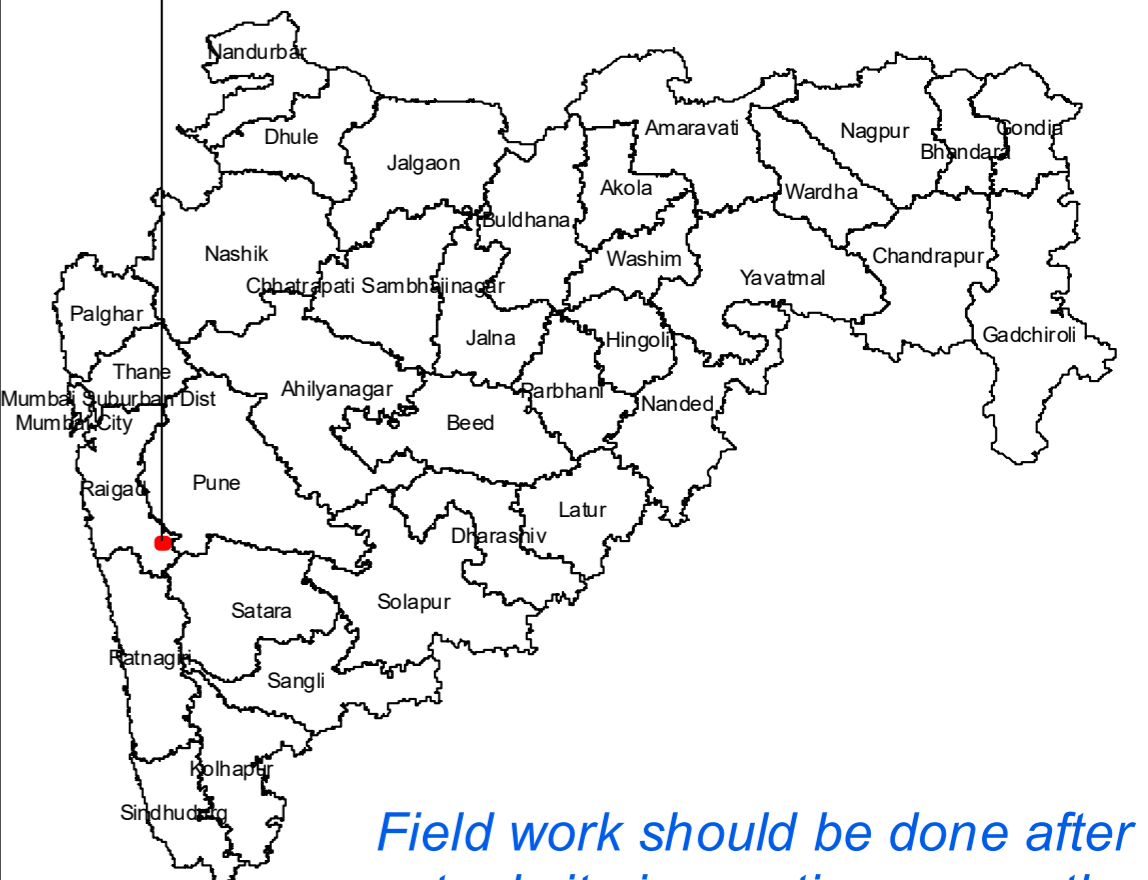 Nandurbar
Dhule
Jalgaon
Amaravati
Nagpur
Gondia
Bhandara
Akola
Wardha
Buldhana
Nashik
Washim
Chandrapur
Yavatmal
Chhatrapati Sambhajinagar
Palghar
Jalna
Hingoli
Gadchiroli
Thane
Ahilyanagar
Parbhani
Nanded
Mumbai Suburban Dist
Mumbai City
Beed
Raigad
Pune
Latur
Dharashiv
Satara
Solapur
Ratnagiri
Sangli
Kolhapur
Sindhudurg
Field work should be done after